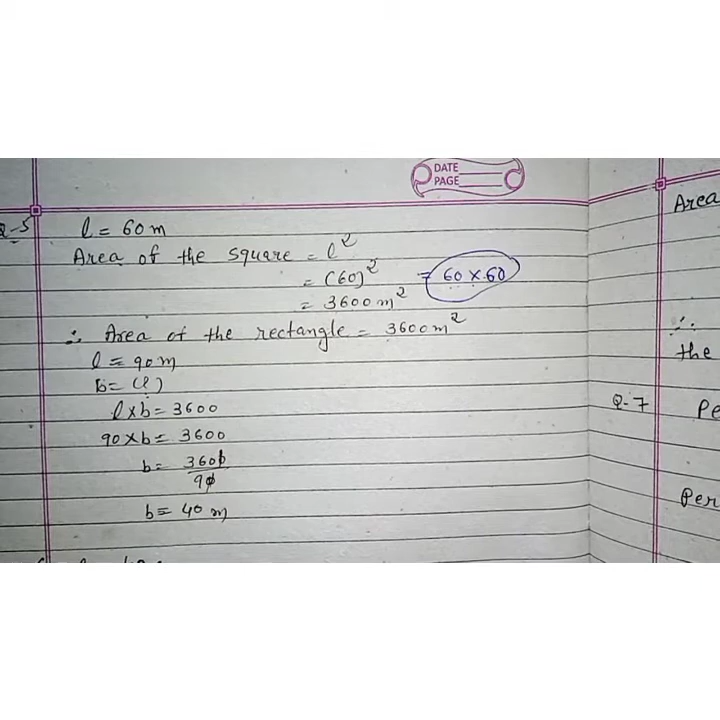 DATE
PAGE
Q-5 l = 60 m
Area of the square = l²
= (60)² = 60 × 60
= 3600 m²
∴ Area of the rectangle = 3600 m²
l = 90 m
b = (?)
l × b = 3600
90 × b = 3600
b = 3600/90
b = 40 m
Area
∴
the
Q-7 Pe
Per